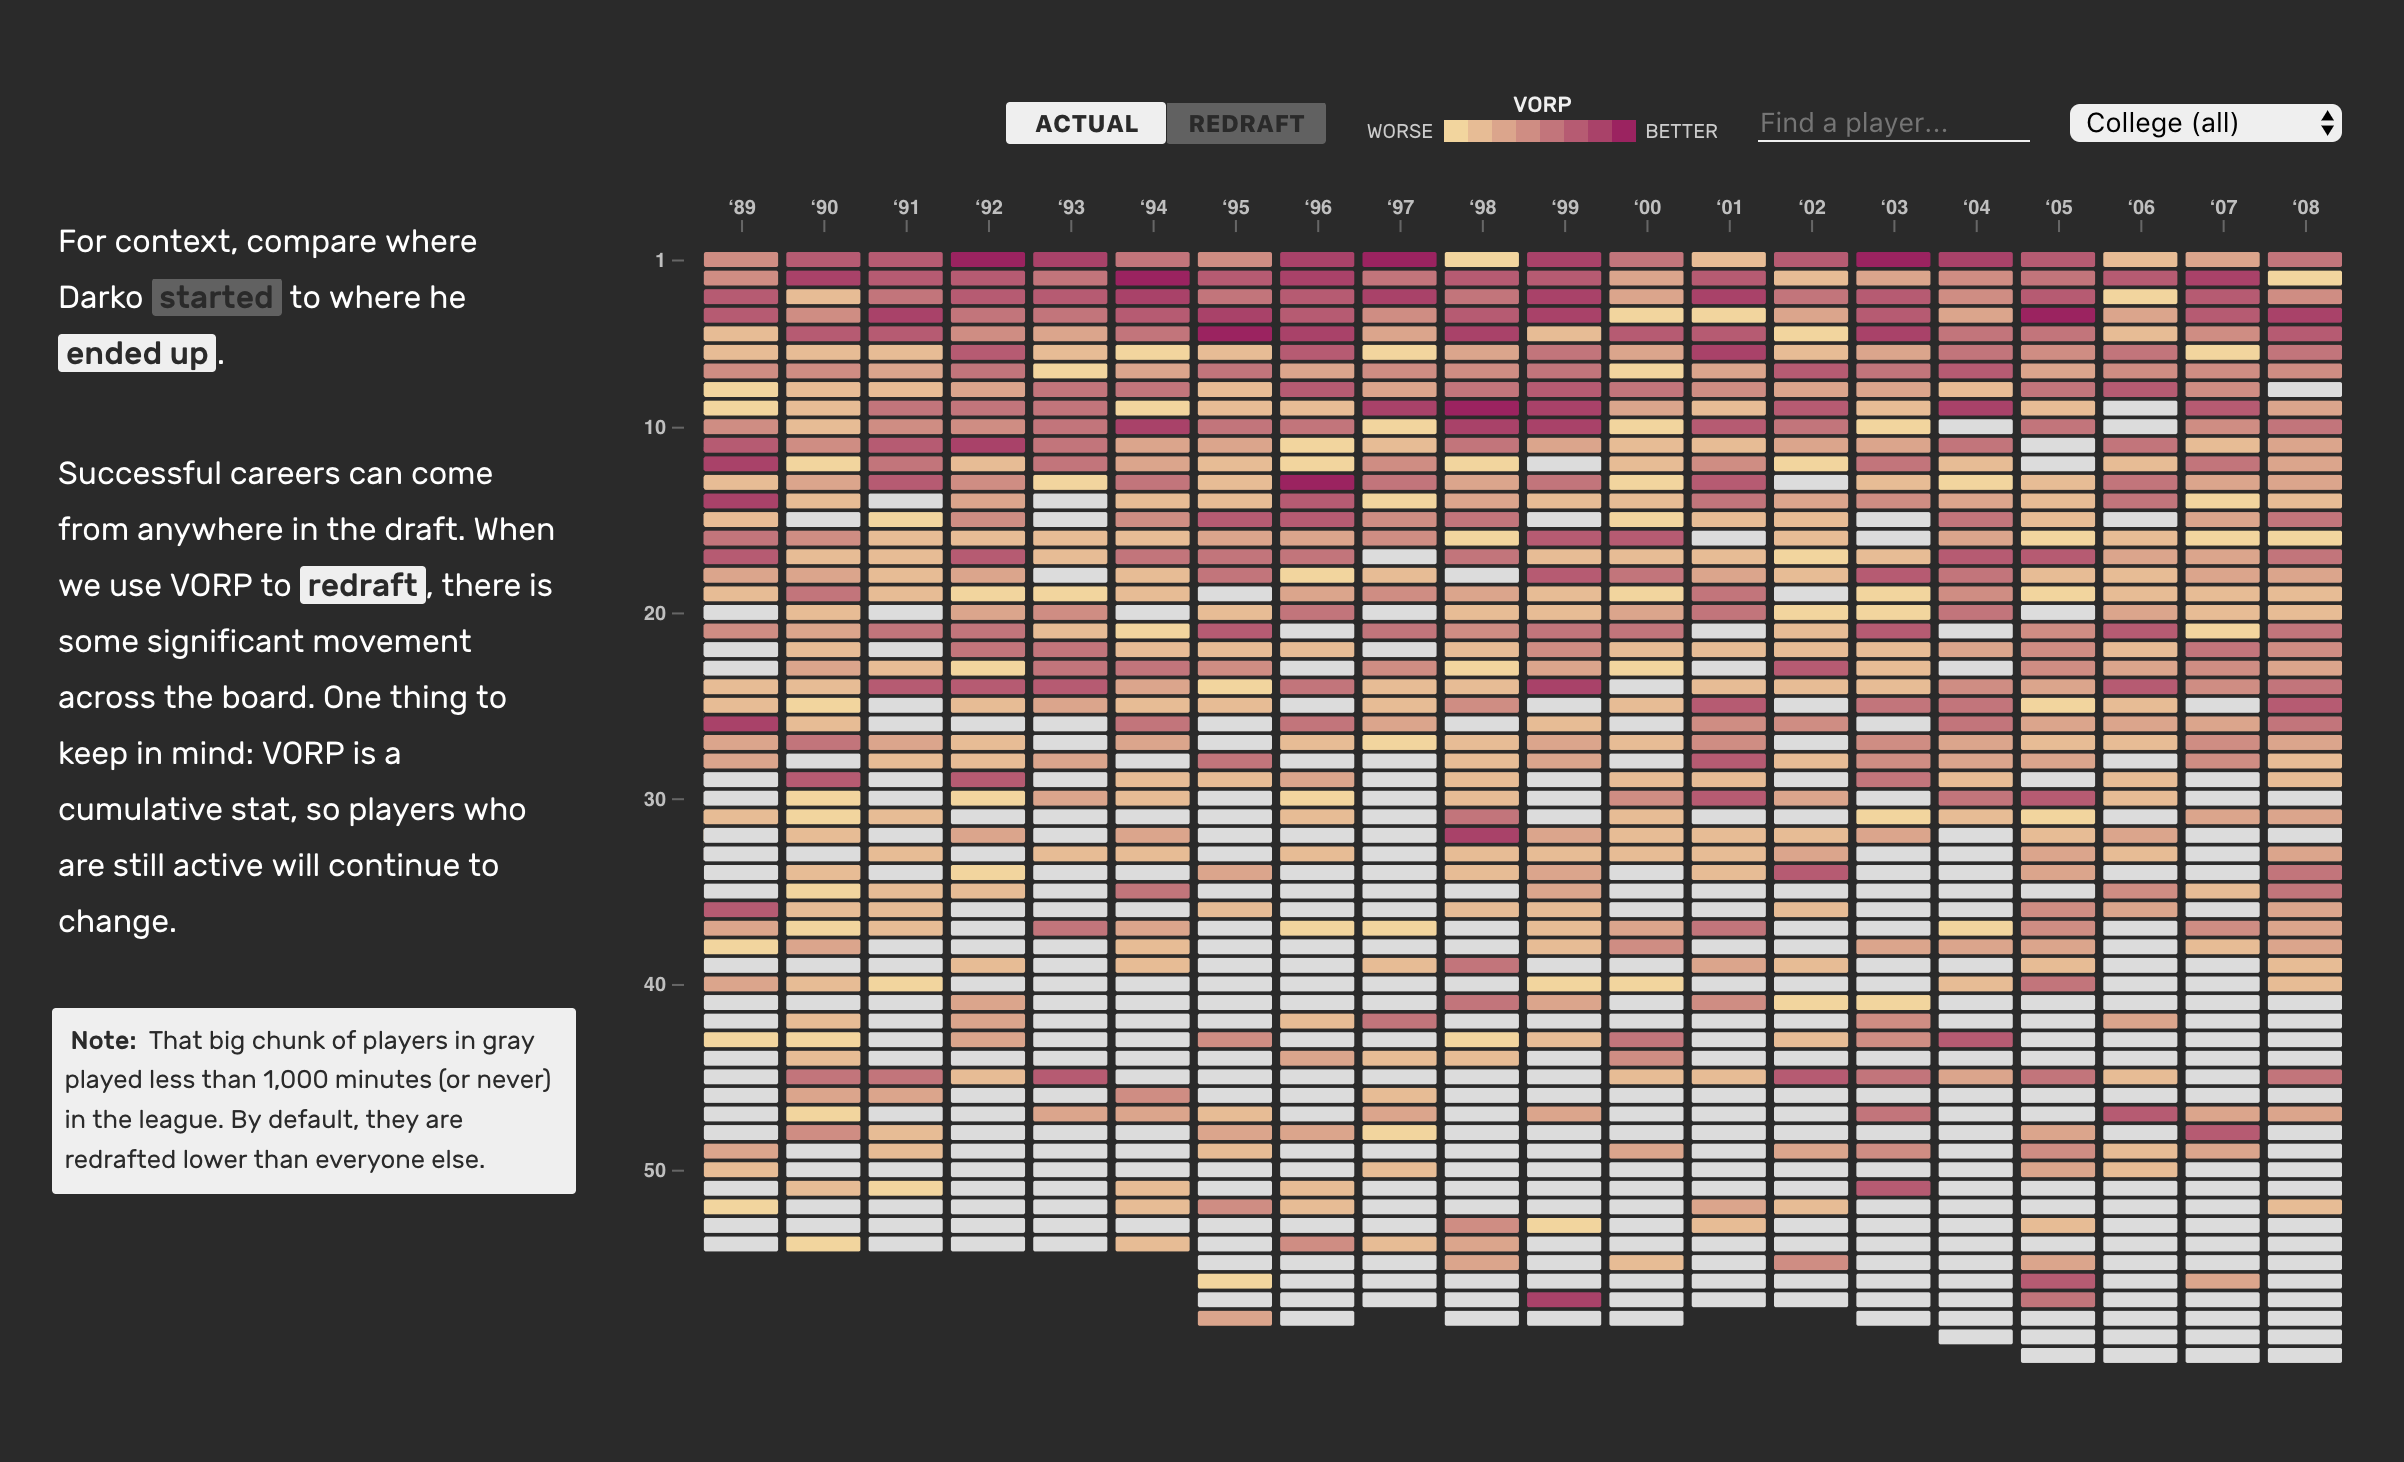 ACTUAL REDRAFT
VORP
WORSE BETTER
Find a player...
College (all)
‘89 ‘90 ‘91 ‘92 ‘93 ‘94 ‘95 ‘96 ‘97 ‘98 ‘99 ‘00 ‘01 ‘02 ‘03 ‘04 ‘05 ‘06 ‘07 ‘08
1
10
20
30
40
50
For context, compare where
Darko started to where he
ended up.
Successful careers can come
from anywhere in the draft. When
we use VORP to redraft, there is
some significant movement
across the board. One thing to
keep in mind: VORP is a
cumulative stat, so players who
are still active will continue to
change.
Note: That big chunk of players in gray
played less than 1,000 minutes (or never)
in the league. By default, they are
redrafted lower than everyone else.